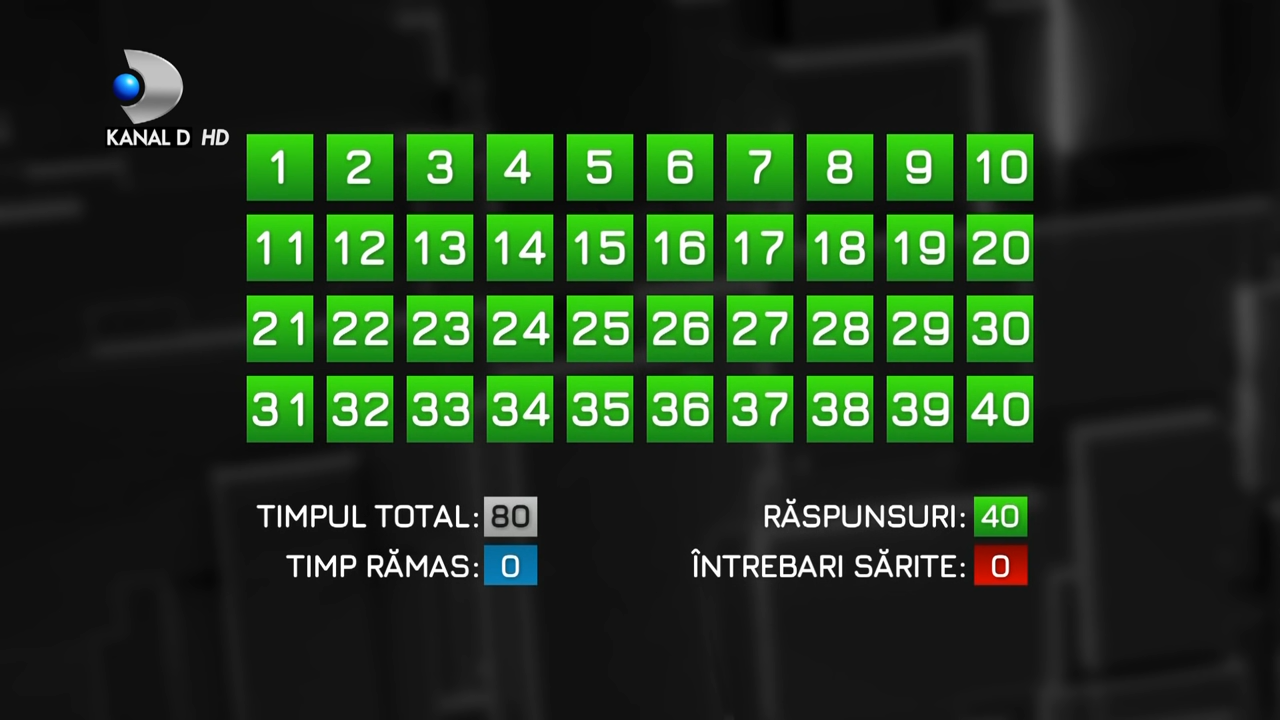 KANAL D HD
1 2 3 4 5 6 7 8 9 10
11 12 13 14 15 16 17 18 19 20
21 22 23 24 25 26 27 28 29 30
31 32 33 34 35 36 37 38 39 40
TIMPUL TOTAL: 80
RĂSPUNSURI: 40
TIMP RĂMAS: 0
ÎNTREBARI SĂRITE: 0